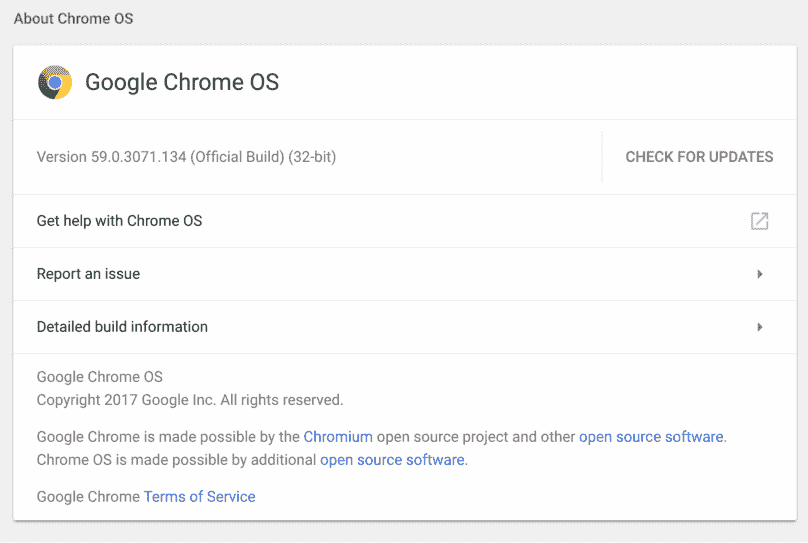 About Chrome OS
Google Chrome OS
Version 59.0.3071.134 (Official Build) (32-bit)
CHECK FOR UPDATES
Get help with Chrome OS
Report an issue
Detailed build information
Google Chrome OS
Copyright 2017 Google Inc. All rights reserved.
Google Chrome is made possible by the Chromium open source project and other open source software.
Chrome OS is made possible by additional open source software.
Google Chrome Terms of Service